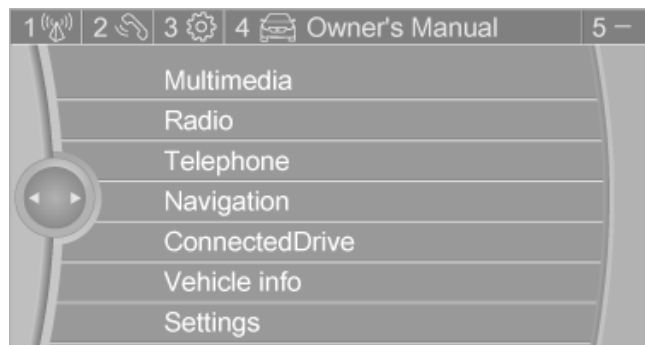 1 2 3 4 Owner's Manual 5 —
Multimedia
Radio
Telephone
Navigation
ConnectedDrive
Vehicle info
Settings